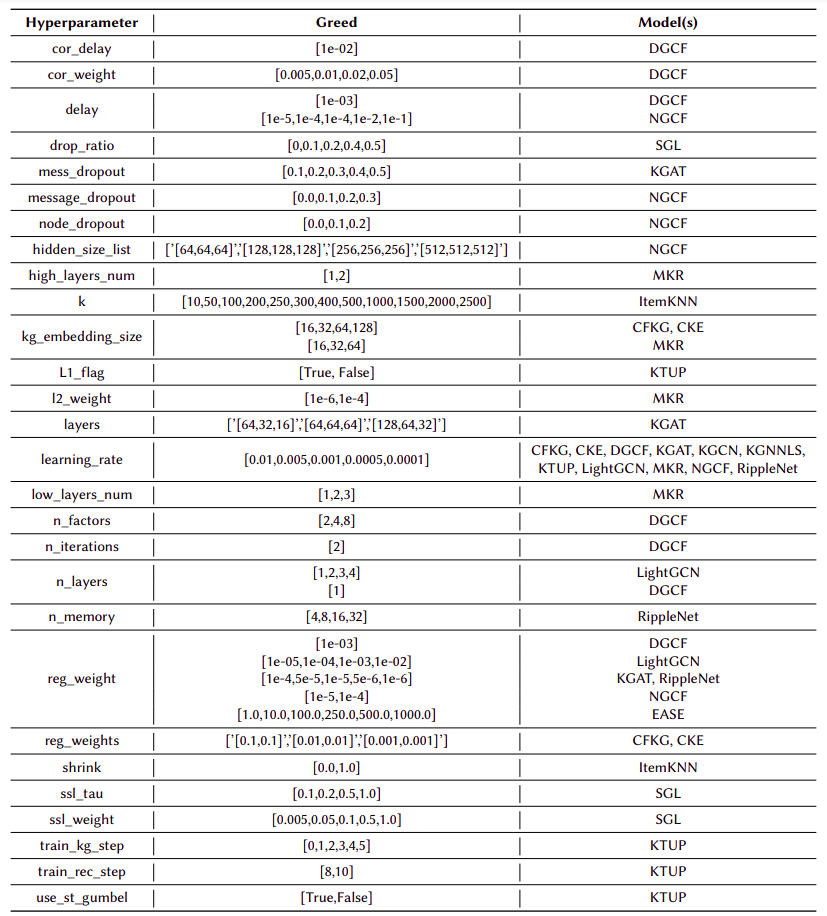 Hyperparameter Greed Model(s)
cor_delay [1e-02] DGCF
cor_weight [0.005,0.01,0.02,0.05] DGCF
delay [1e-03] DGCF
[1e-5,1e-4,1e-4,1e-2,1e-1] NGCF
drop_ratio [0,0.1,0.2,0.4,0.5] SGL
mess_dropout [0.1,0.2,0.3,0.4,0.5] KGAT
message_dropout [0.0,0.1,0.2,0.3] NGCF
node_dropout [0.0,0.1,0.2] NGCF
hidden_size_list ['[64,64,64]','[128,128,128]','[256,256,256]','[512,512,512]'] NGCF
high_layers_num [1,2] MKR
k [10,50,100,200,250,300,400,500,1000,1500,2000,2500] ItemKNN
kg_embedding_size [16,32,64,128] CFKG, CKE
[16,32,64] MKR
L1_flag [True, False] KTUP
l2_weight [1e-6,1e-4] MKR
layers ['[64,32,16]','[64,64,64]','[128,64,32]'] KGAT
learning_rate [0.01,0.005,0.001,0.0005,0.0001] CFKG, CKE, DGCF, KGAT, KGCN, KGNNLS,
KTUP, LightGCN, MKR, NGCF, RippleNet
low_layers_num [1,2,3] MKR
n_factors [2,4,8] DGCF
n_iterations [2] DGCF
n_layers [1,2,3,4] LightGCN
[1] DGCF
n_memory [4,8,16,32] RippleNet
reg_weight [1e-03] DGCF
[1e-05,1e-04,1e-03,1e-02] LightGCN
[1e-4,5e-5,1e-5,5e-6,1e-6] KGAT, RippleNet
[1e-5,1e-4] NGCF
[1.0,10.0,100.0,250.0,500.0,1000.0] EASE
reg_weights ['[0.1,0.1]','[0.01,0.01]','[0.001,0.001]'] CFKG, CKE
shrink [0.0,1.0] ItemKNN
ssl_tau [0.1,0.2,0.5,1.0] SGL
ssl_weight [0.005,0.05,0.1,0.5,1.0] SGL
train_kg_step [0,1,2,3,4,5] KTUP
train_rec_step [8,10] KTUP
use_st_gumbel [True,False] KTUP